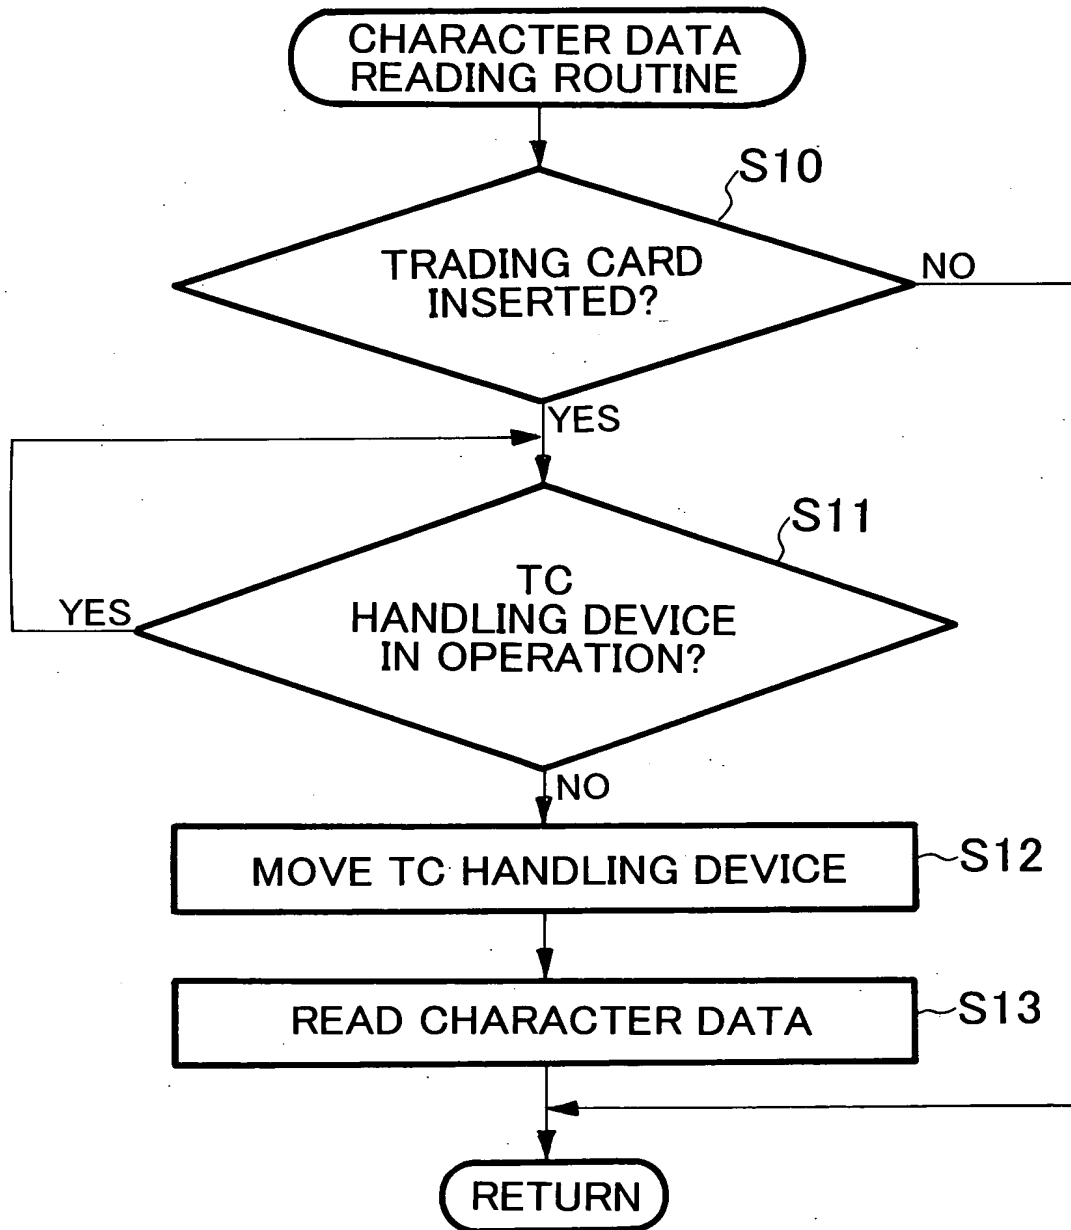 CHARACTER DATA
READING ROUTINE
S10
TRADING CARD
INSERTED?
NO
YES
S11
TC
HANDLING DEVICE
IN OPERATION?
YES
NO
MOVE TC HANDLING DEVICE
S12
READ CHARACTER DATA
S13
RETURN